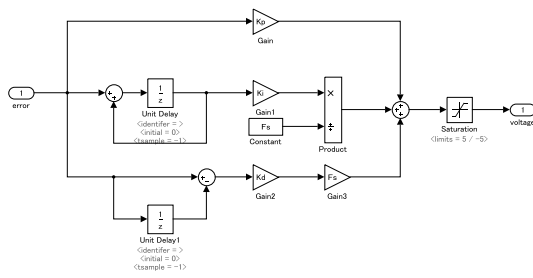 Kp
Gain
1
error
+
+
1
z
Unit Delay
<identifer = >
<initial = 0>
<tsample = -1>
Ki
Gain1
Fs
Constant
×
÷
Product
+
+
+
Saturation
<limits = 5 / -5>
1
voltage
+
-
Kd
Gain2
Fs
Gain3
1
z
Unit Delay1
<identifer = >
<initial = 0>
<tsample = -1>